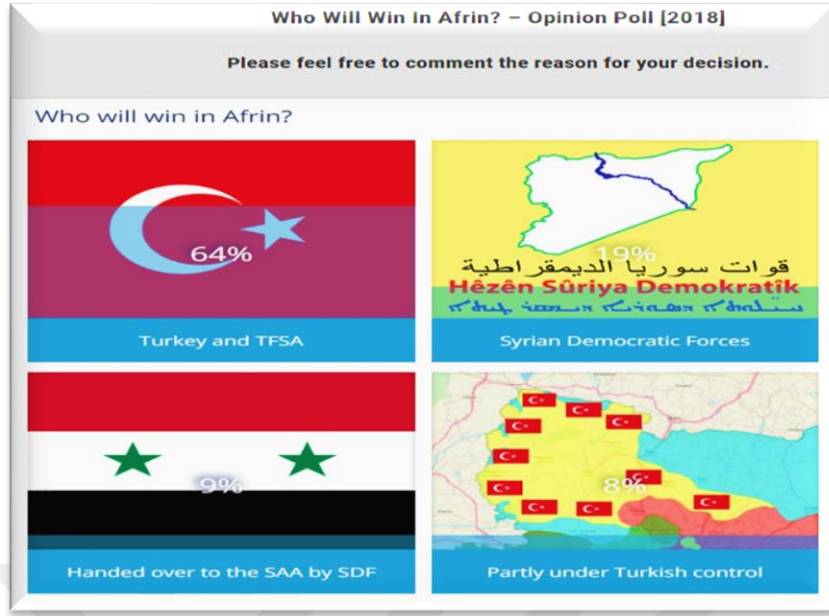 Who Will Win In Afrin? – Opinion Poll [2018]
Please feel free to comment the reason for your decision.
Who will win in Afrin?
64%
Turkey and TFSA
19%
قوات سوريا الديمقراطية
Hêzên Sûriya Demokratîk
Syrian Democratic Forces
9%
Handed over to the SAA by SDF
8%
Partly under Turkish control